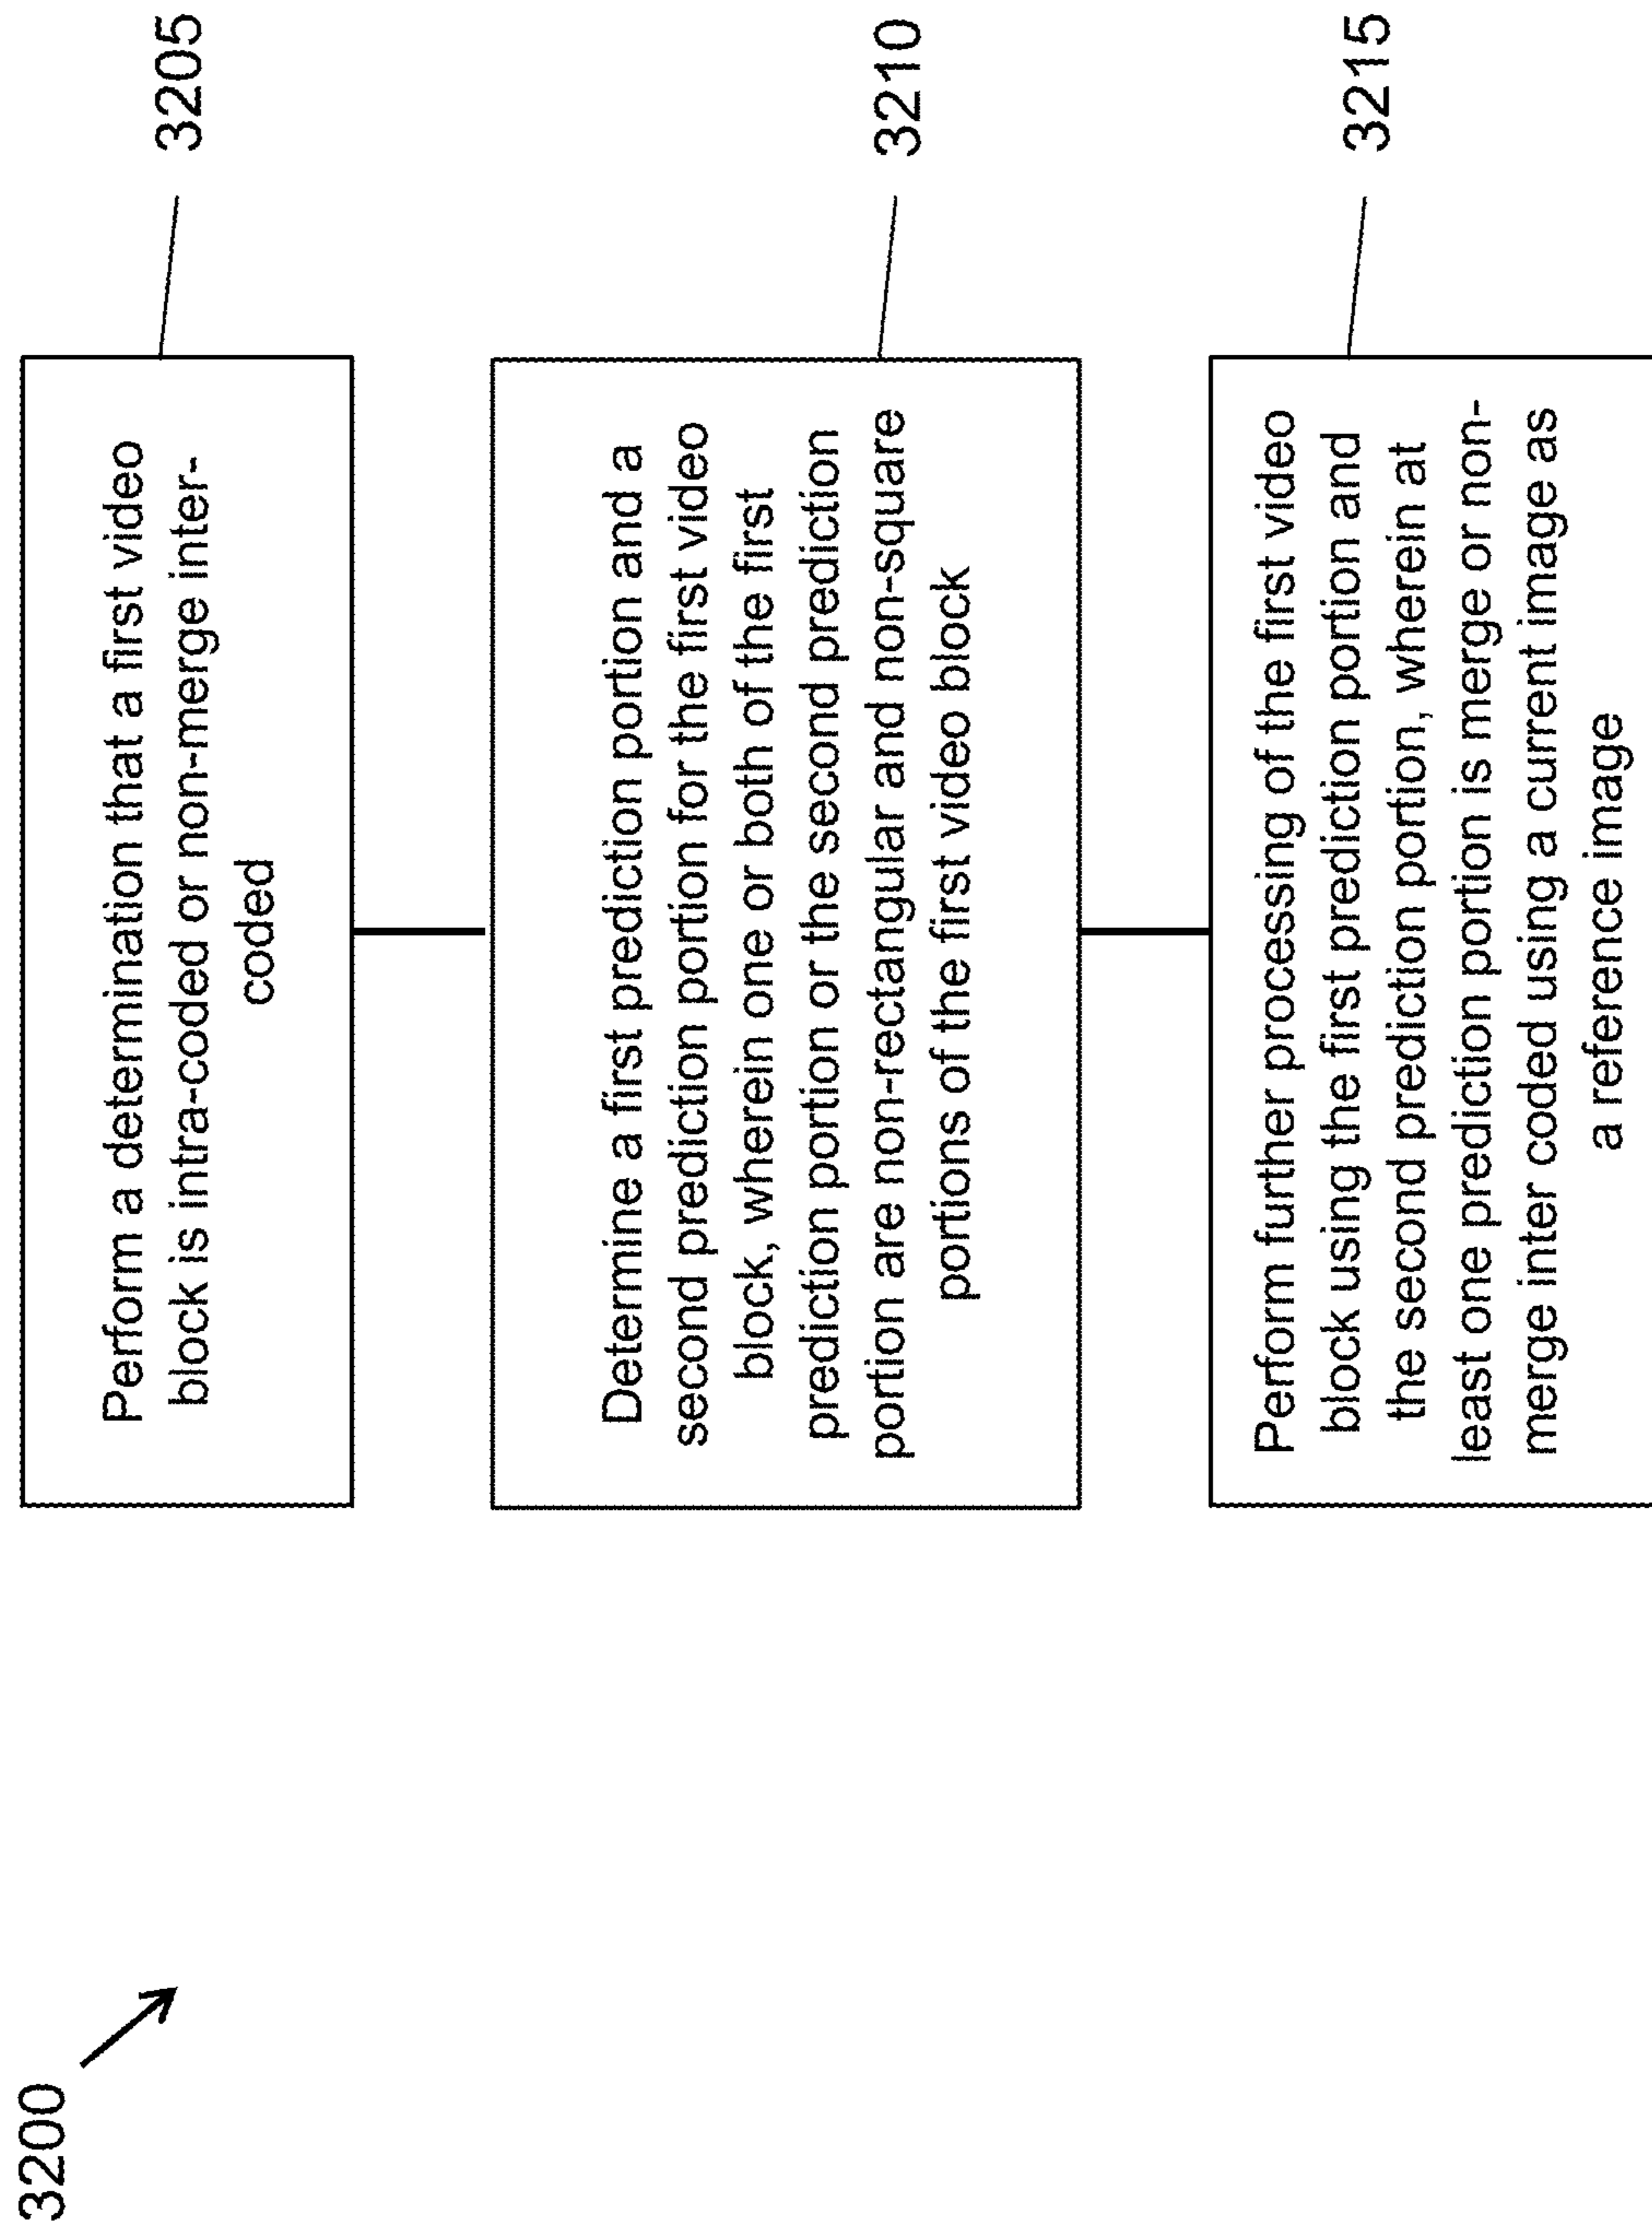 3200
Perform a determination that a first video
block is intra-coded or non-merge inter-
coded
3205
Determine a first prediction portion and a
second prediction portion for the first video
block, wherein one or both of the first
prediction portion or the second prediction
portion are non-rectangular and non-square
portions of the first video block
3210
Perform further processing of the first video
block using the first prediction portion and
the second prediction portion, wherein at
least one prediction portion is merge or non-
merge inter coded using a current image as
a reference image
3215